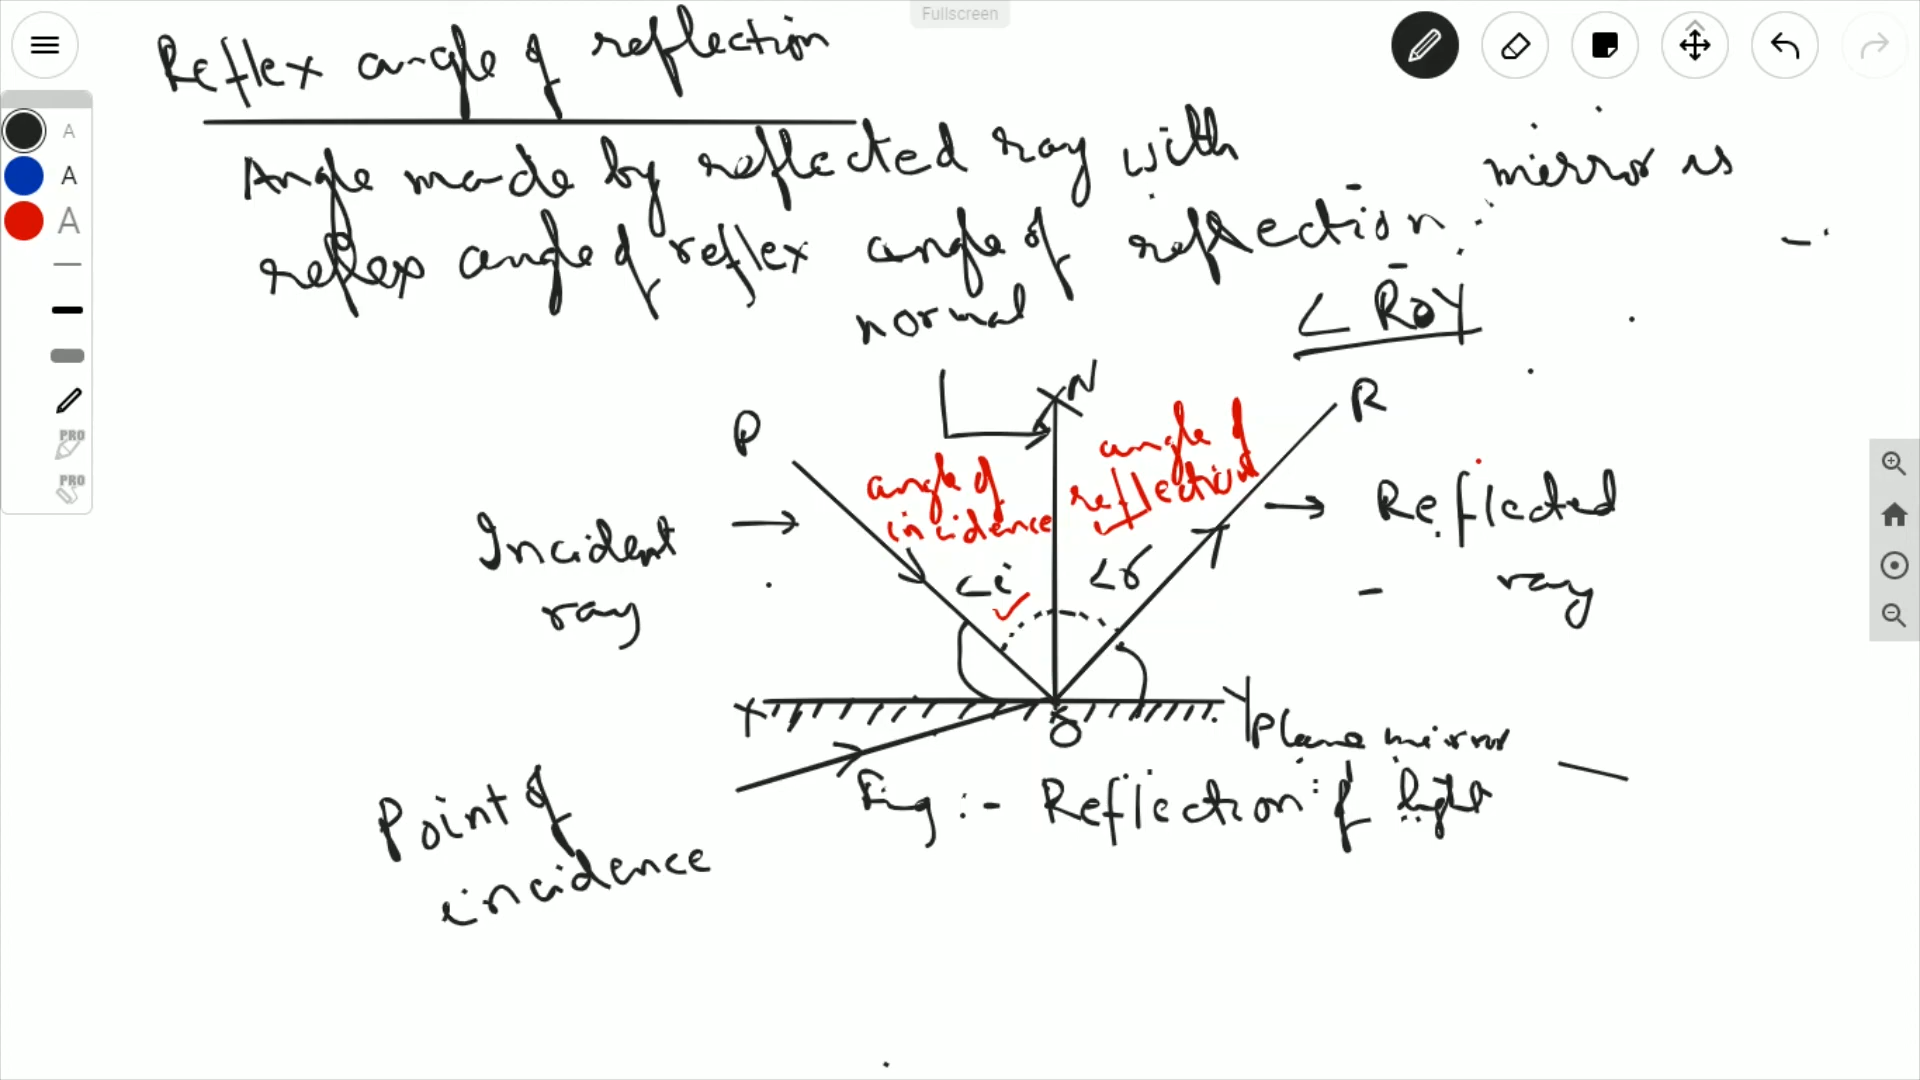 Fullscreen
Reflex angle of reflection
Angle made by reflected ray with mirror is
reflex angle of reflex angle of reflection.
normal
< ROY
N
P
R
angle of
incidence
angle of
reflection
Incident
ray
Reflected
ray
<i
<r
X
Y
O
Plane mirror
Fig :- Reflection of light
Point of
incidence
A
A
A
PRO
PRO